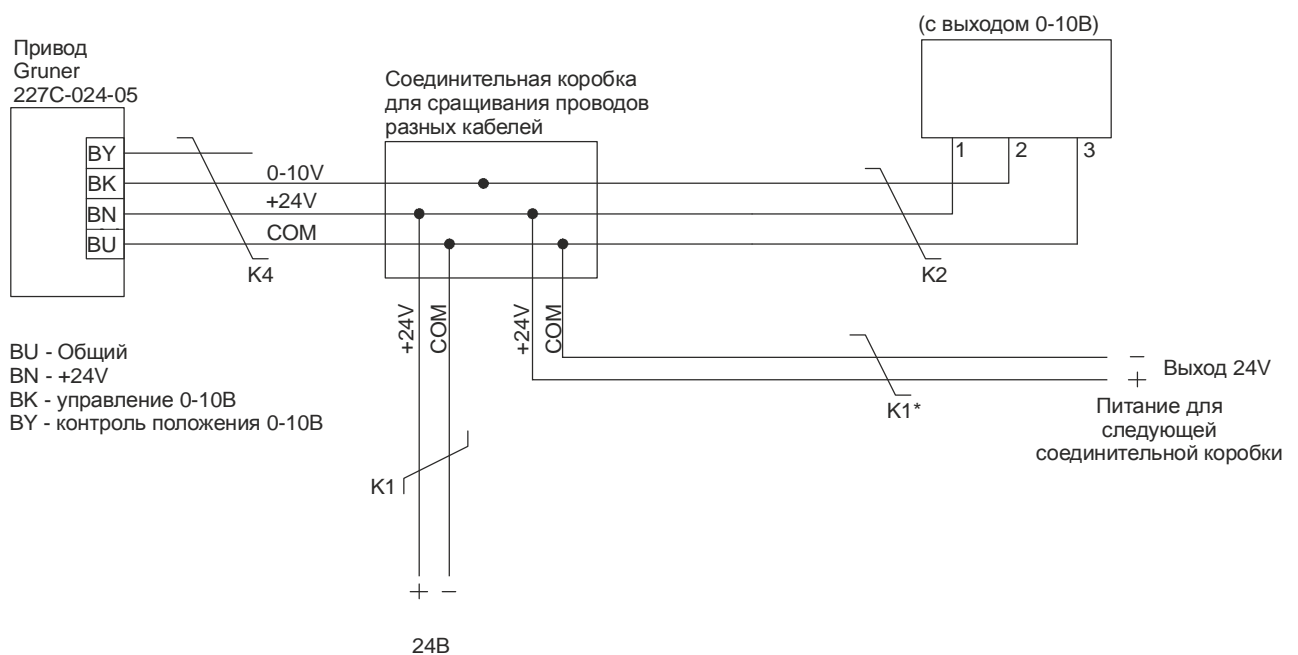 (с выходом 0-10В)
Привод
Gruner
227C-024-05
Соединительная коробка
для сращивания проводов
разных кабелей
BY
BK
BN
BU
0-10V
+24V
COM
K4
1
2
3
K2
+24V
COM
+24V
COM
BU - Общий
BN - +24V
BK - управление 0-10В
BY - контроль положения 0-10В
K1*
− Выход 24V
+
Питание для
следующей
соединительной коробки
K1
+ −
24В